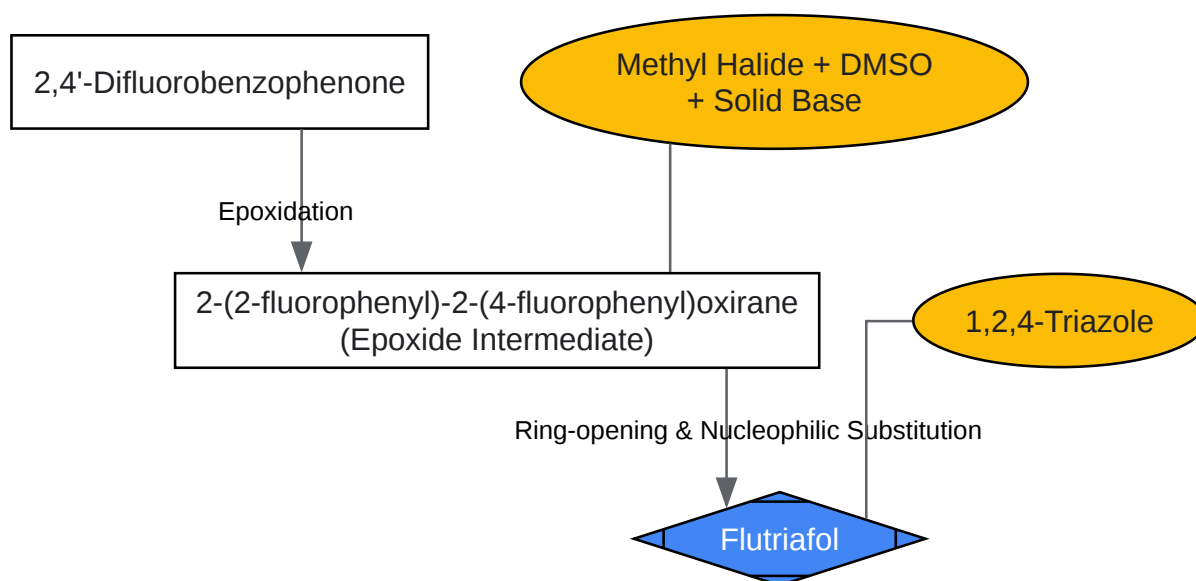 2,4'-Difluorobenzophenone
Methyl Halide + DMSO
+ Solid Base
Epoxidation
2-(2-fluorophenyl)-2-(4-fluorophenyl)oxirane
(Epoxide Intermediate)
1,2,4-Triazole
Ring-opening & Nucleophilic Substitution
Flutriafol